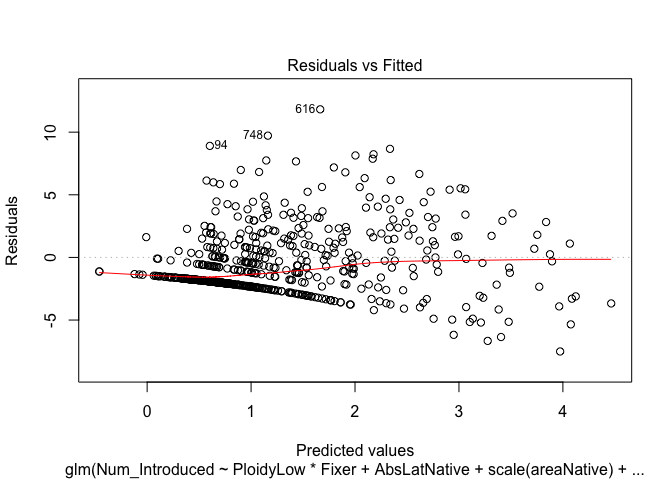 Residuals vs Fitted
616
748
94
10
5
0
-5
Residuals
0 1 2 3 4
Predicted values
glm(Num_Introduced ~ PloidyLow * Fixer + AbsLatNative + scale(areaNative) + ...